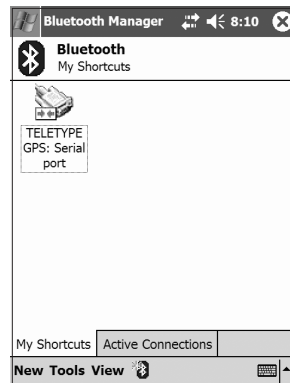 Bluetooth Manager 8:10
Bluetooth
My Shortcuts
TELETYPE
GPS: Serial
port
My Shortcuts Active Connections
New Tools View